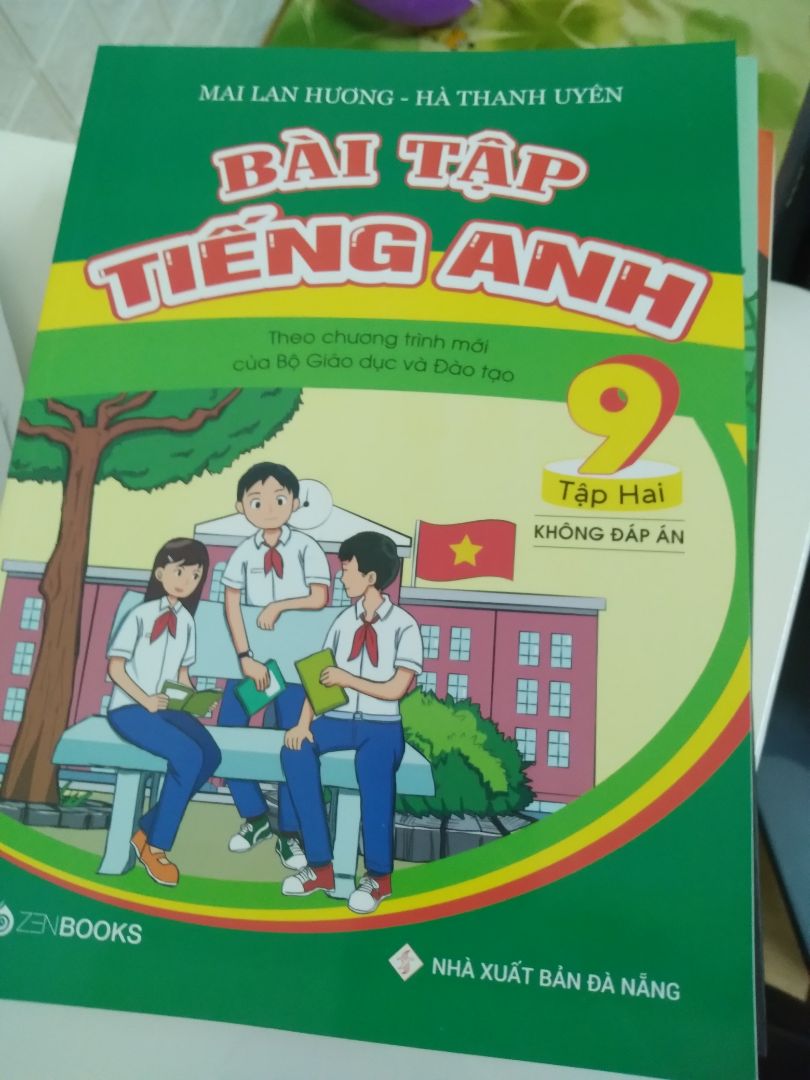 MAI LAN HƯƠNG - HÀ THANH UYÊN
BÀI TẬP
TIẾNG ANH
Theo chương trình mới
của Bộ Giáo dục và Đào tạo
9
Tập Hai
KHÔNG ĐÁP ÁN
ZENBOOKS
NHÀ XUẤT BẢN ĐÀ NẴNG